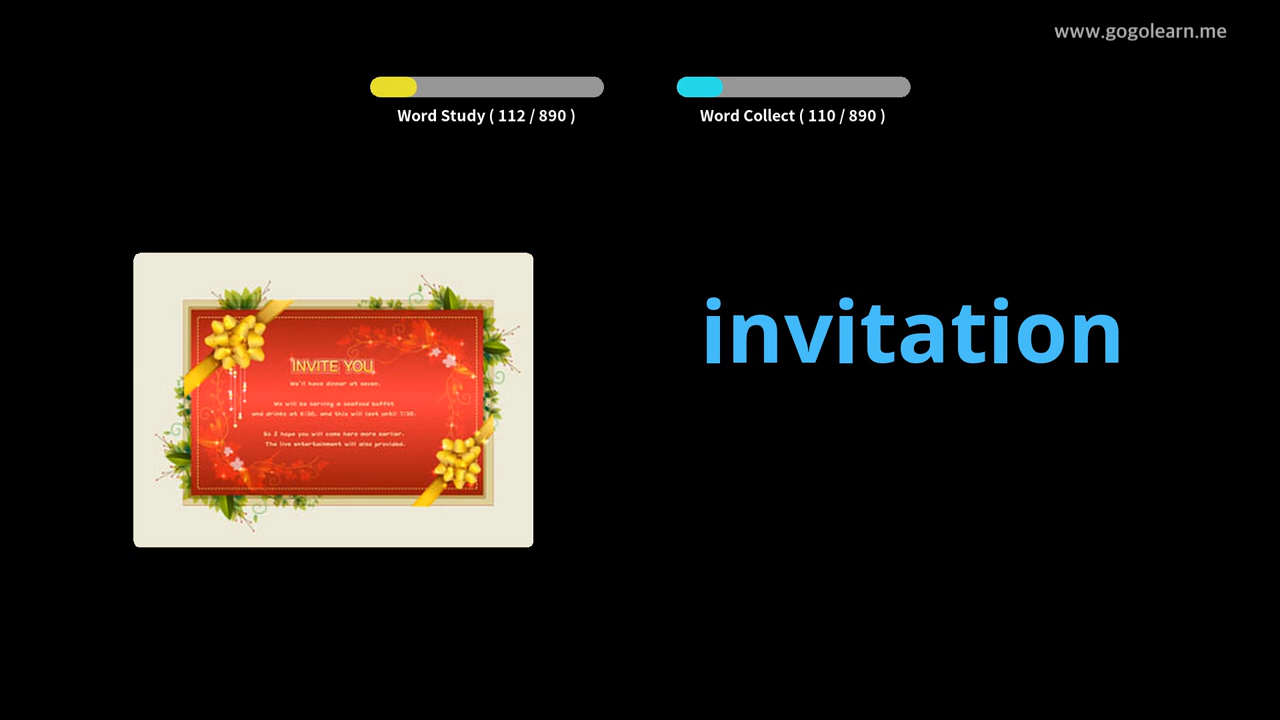 www.gogolearn.me
Word Study ( 112 / 890 )
Word Collect ( 110 / 890 )
invitation
INVITE YOU
We'll have dinner at seven.
We will be serving a seafood buffet
and drinks at 6:30, and this will last until 7:30.
So I hope you will come here more earlier.
The live entertainment will also provided.